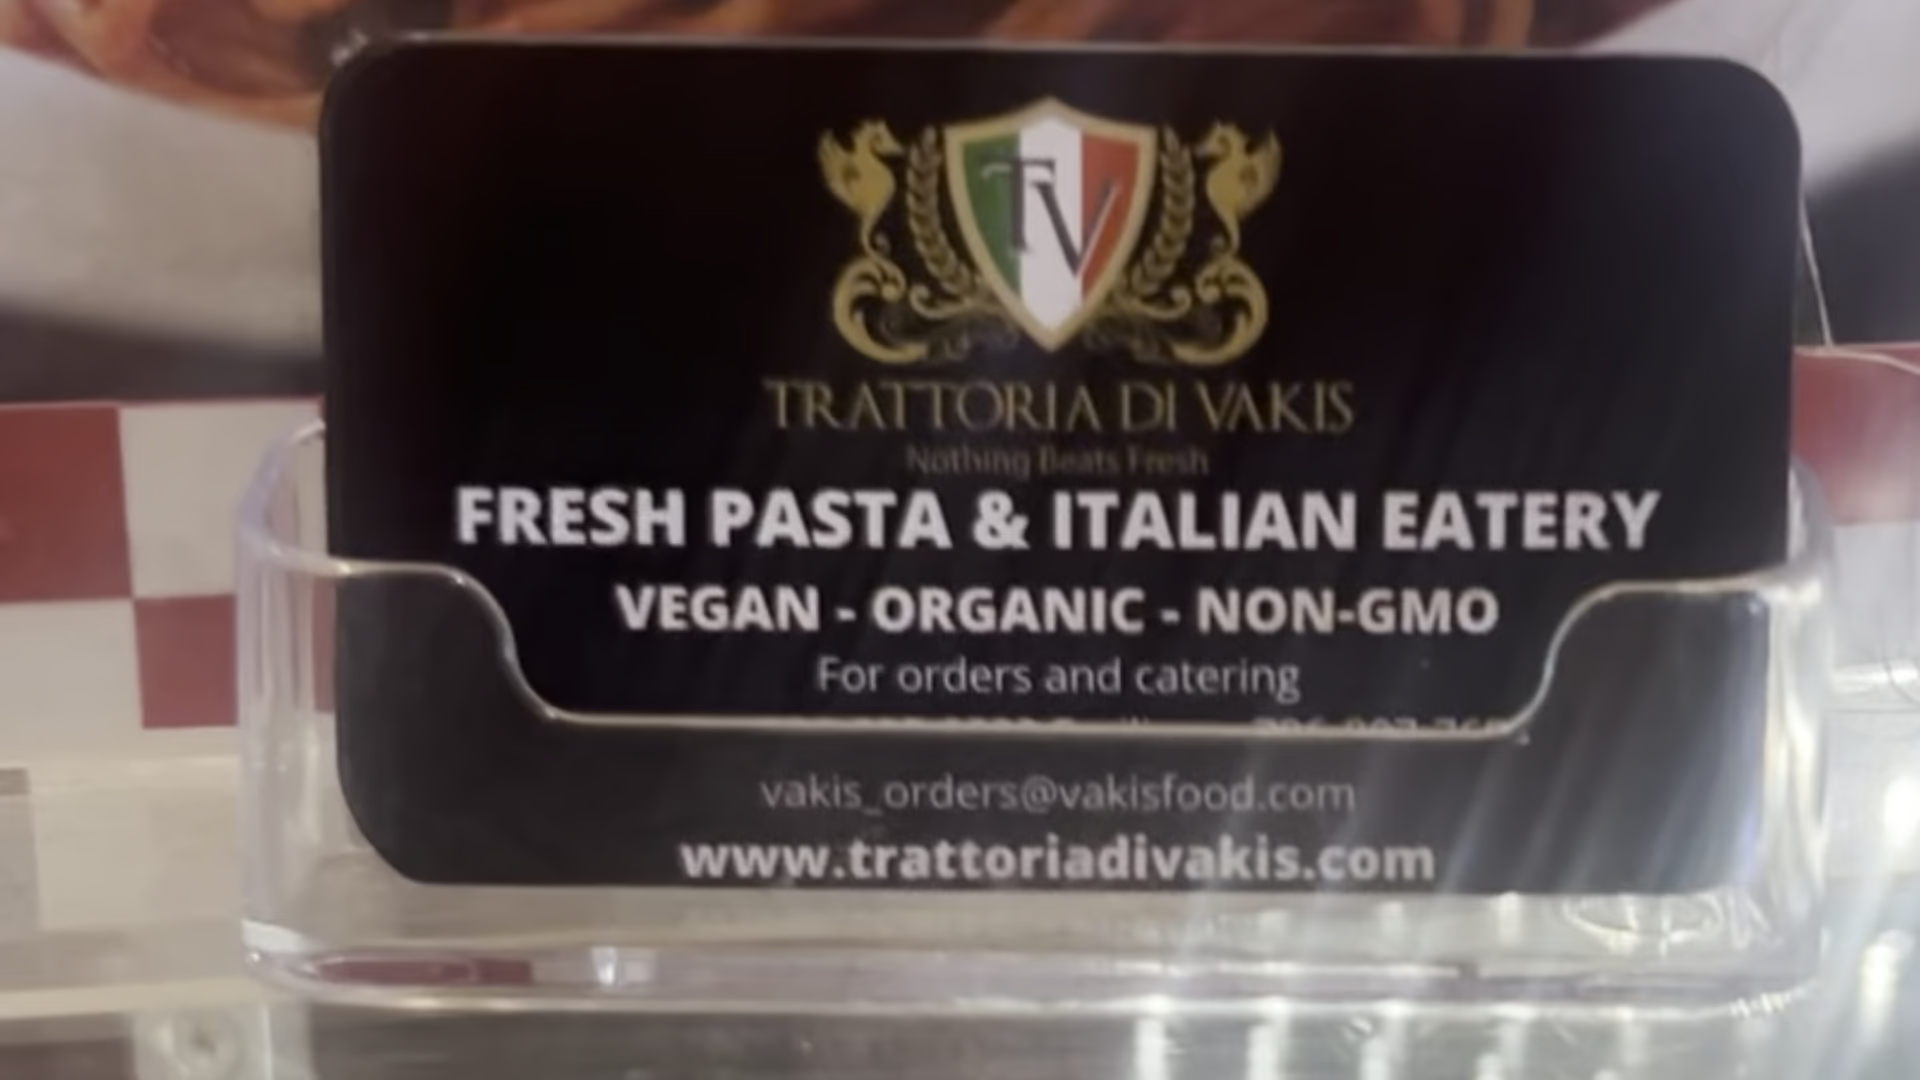 TV
TRATTORIA DI VAKIS
Nothing Beats Fresh
FRESH PASTA & ITALIAN EATERY
VEGAN - ORGANIC - NON-GMO
For orders and catering
vakis_orders@vakisfood.com
www.trattoriadivakis.com